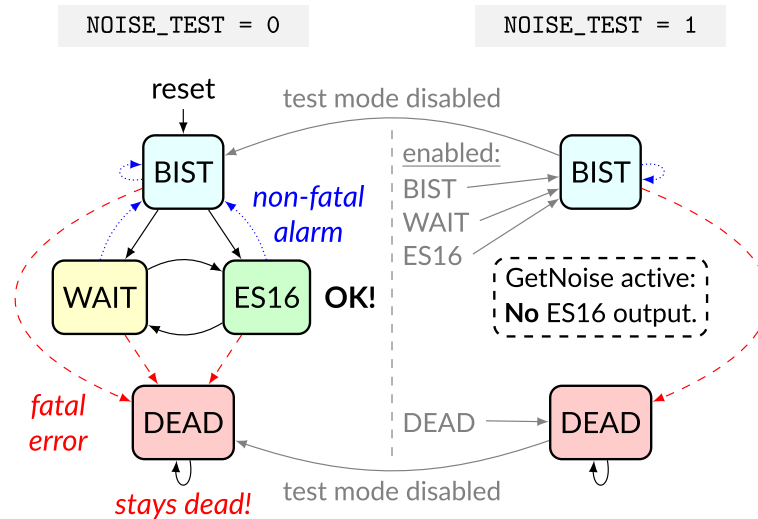 NOISE_TEST = 0
NOISE_TEST = 1
reset
test mode disabled
BIST
enabled:
BIST
BIST
WAIT
ES16
non-fatal
alarm
WAIT
ES16
OK!
GetNoise active:
No ES16 output.
fatal
error
DEAD
DEAD
DEAD
stays dead!
test mode disabled